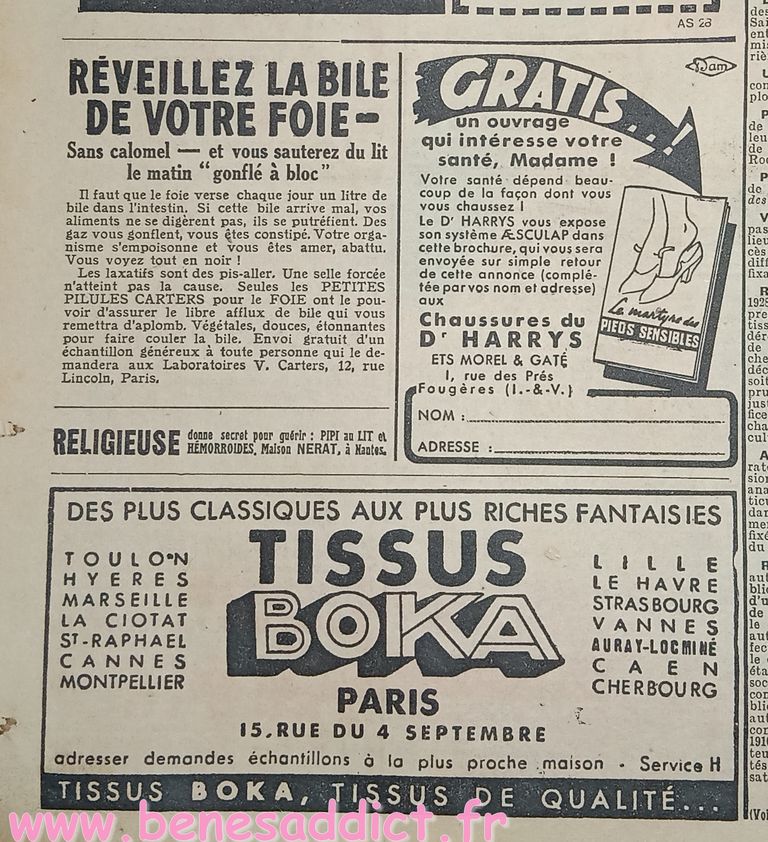 AS 28
RÉVEILLEZ LA BILE
DE VOTRE FOIE-
Sans calomel — et vous sauterez du lit
le matin "gonflé à bloc"
Il faut que le foie verse chaque jour un litre de
bile dans l'intestin. Si cette bile arrive mal, vos
aliments ne se digèrent pas, ils se putréfient. Des
gaz vous gonflent, vous êtes constipé. Votre orga-
nisme s'empoisonne et vous êtes amer, abattu.
Vous voyez tout en noir !
Les laxatifs sont des pis-aller. Une selle forcée
n'atteint pas la cause. Seules les PETITES
PILULES CARTERS pour le FOIE ont le pou-
voir d'assurer le libre afflux de bile qui vous
remettra d'aplomb. Végétales, douces, étonnantes
pour faire couler la bile. Envoi gratuit d'un
échantillon généreux à toute personne qui le de-
mandera aux Laboratoires V. Carters, 12, rue
Lincoln, Paris.
RELIGIEUSE donne secret pour guérir : PIPI au LIT et
HÉMORROIDES, Maison NERAT, à Nantes.
Dam
GRATIS...!
un ouvrage
qui intéresse votre
santé, Madame !
Votre santé dépend beau-
coup de la façon dont vous
vous chaussez !
Le Dr HARRYS vous expose
son système ÆSCULAP dans
cette brochure, qui vous sera
envoyée sur simple retour
de cette annonce (complé-
tée par vos nom et adresse)
aux
Chaussures du
Dr HARRYS
ETS MOREL & GATÉ
1, rue des Prés
Fougères (I.-&-V.)
Le martyre des
PIEDS SENSIBLES
NOM :
ADRESSE :
DES PLUS CLASSIQUES AUX PLUS RICHES FANTAISIES
TISSUS
BOKA
PARIS
15, RUE DU 4 SEPTEMBRE
TOULON
HYERES
MARSEILLE
LA CIOTAT
ST-RAPHAEL
CANNES
MONTPELLIER
LILLE
LE HAVRE
STRASBOURG
VANNES
AURAY-LOCMINÉ
CAEN
CHERBOURG
adresser demandes échantillons à la plus proche maison - Service H
TISSUS BOKA, TISSUS DE QUALITÉ...
www.benesaddict.fr